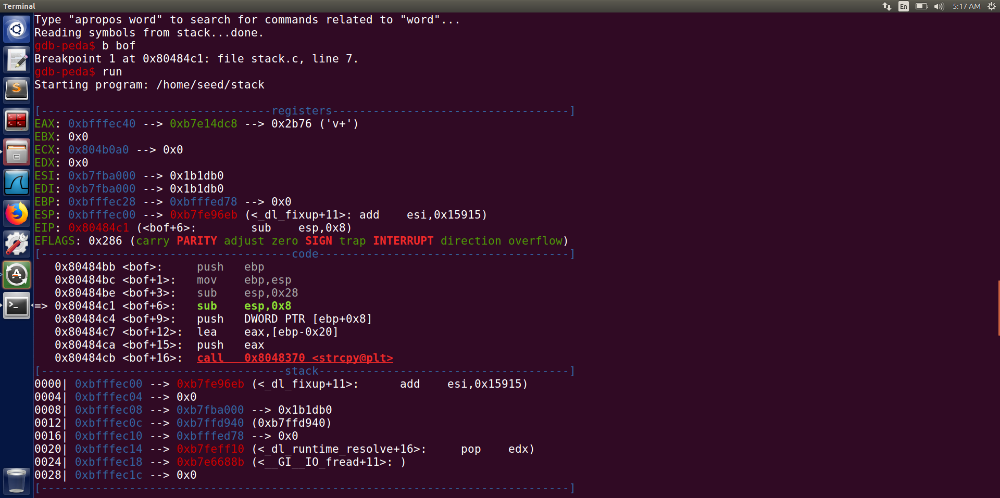 Terminal
En
5:17 AM
Type "apropos word" to search for commands related to "word"...
Reading symbols from stack...done.
gdb-peda$ b bof
Breakpoint 1 at 0x80484c1: file stack.c, line 7.
gdb-peda$ run
Starting program: /home/seed/stack
[----------------------------------registers-----------------------------------]
EAX: 0xbfffec40 --> 0xb7e14dc8 --> 0x2b76 ('v+')
EBX: 0x0
ECX: 0x804b0a0 --> 0x0
EDX: 0x0
ESI: 0xb7fba000 --> 0x1b1db0
EDI: 0xb7fba000 --> 0x1b1db0
EBP: 0xbfffec28 --> 0xbfffed78 --> 0x0
ESP: 0xbfffec00 --> 0xb7fe96eb (<_dl_fixup+11>: add    esi,0x15915)
EIP: 0x80484c1 (<bof+6>:        sub    esp,0x8)
EFLAGS: 0x286 (carry PARITY adjust zero SIGN trap INTERRUPT direction overflow)
[-------------------------------------code-------------------------------------]
   0x80484bb <bof>:     push   ebp
   0x80484bc <bof+1>:   mov    ebp,esp
   0x80484be <bof+3>:   sub    esp,0x28
=> 0x80484c1 <bof+6>:   sub    esp,0x8
   0x80484c4 <bof+9>:   push   DWORD PTR [ebp+0x8]
   0x80484c7 <bof+12>:  lea    eax,[ebp-0x20]
   0x80484ca <bof+15>:  push   eax
   0x80484cb <bof+16>:  call   0x8048370 <strcpy@plt>
[------------------------------------stack-------------------------------------]
0000| 0xbfffec00 --> 0xb7fe96eb (<_dl_fixup+11>:      add    esi,0x15915)
0004| 0xbfffec04 --> 0x0
0008| 0xbfffec08 --> 0xb7fba000 --> 0x1b1db0
0012| 0xbfffec0c --> 0xb7ffd940 (0xb7ffd940)
0016| 0xbfffec10 --> 0xbfffed78 --> 0x0
0020| 0xbfffec14 --> 0xb7feff10 (<_dl_runtime_resolve+16>:     pop    edx)
0024| 0xbfffec18 --> 0xb7e6688b (<__GI__IO_fread+11>: )
0028| 0xbfffec1c --> 0x0
[------------------------------------------------------------------------------]